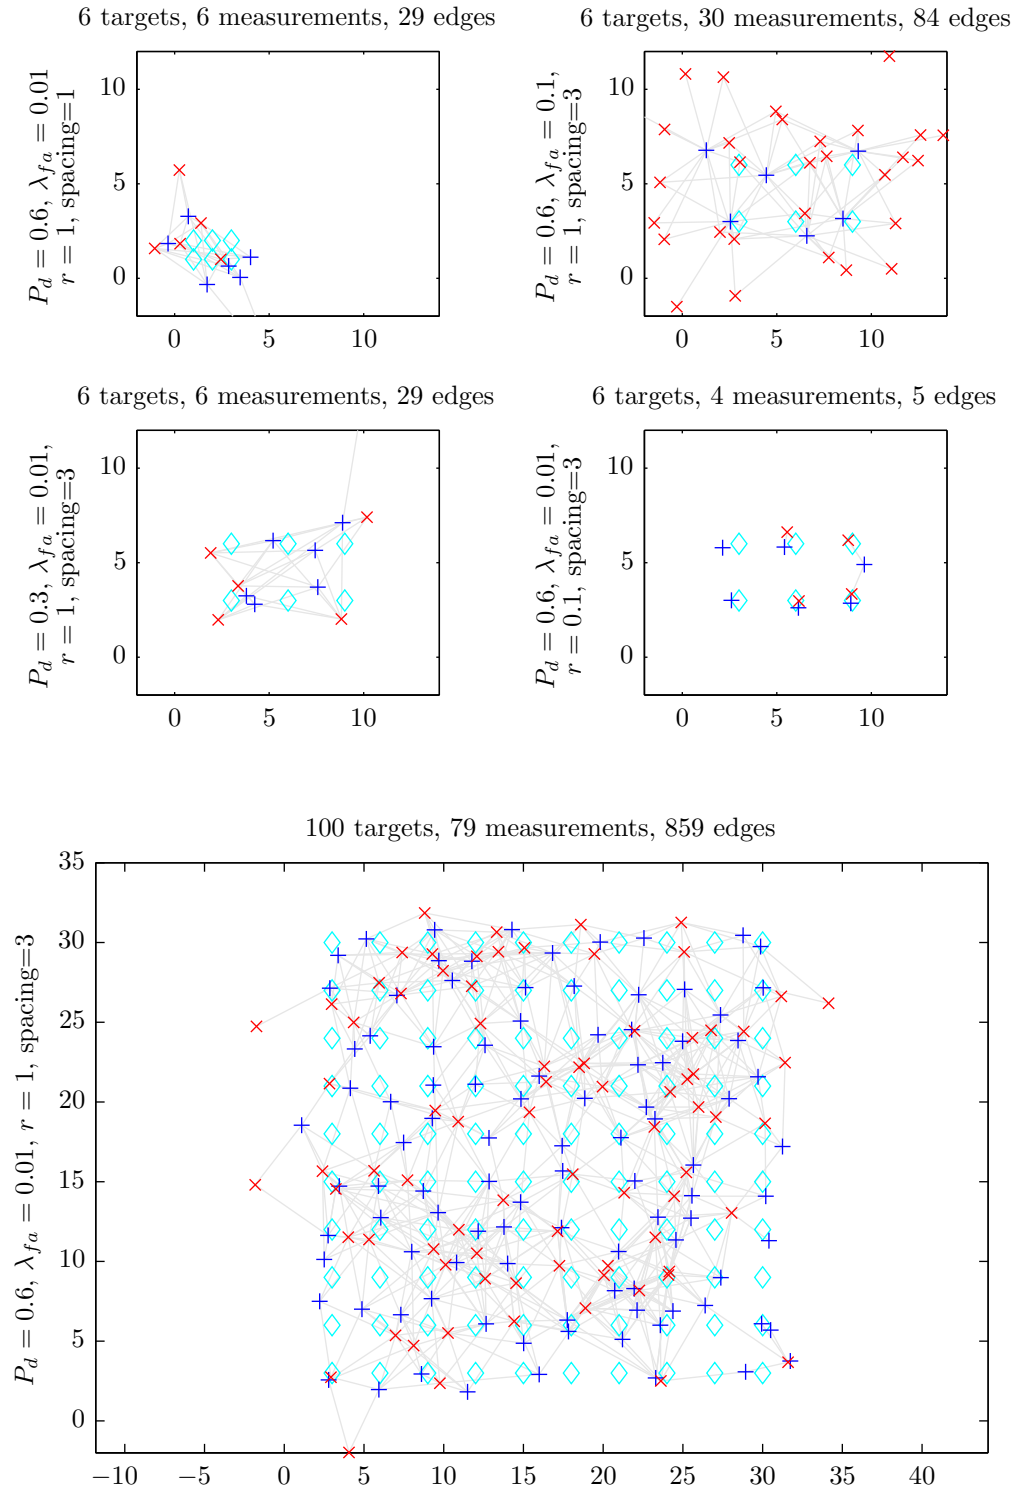 6 targets, 6 measurements, 29 edges
P_d = 0.6, λ_fa = 0.01
r = 1, spacing=1
10
5
0
0 5 10
6 targets, 30 measurements, 84 edges
P_d = 0.6, λ_fa = 0.1,
r = 1, spacing=3
10
5
0
0 5 10
6 targets, 6 measurements, 29 edges
P_d = 0.3, λ_fa = 0.01,
r = 1, spacing=3
10
5
0
0 5 10
6 targets, 4 measurements, 5 edges
P_d = 0.6, λ_fa = 0.01,
r = 0.1, spacing=3
10
5
0
0 5 10
100 targets, 79 measurements, 859 edges
P_d = 0.6, λ_fa = 0.01, r = 1, spacing=3
35
30
25
20
15
10
5
0
−10 −5 0 5 10 15 20 25 30 35 40